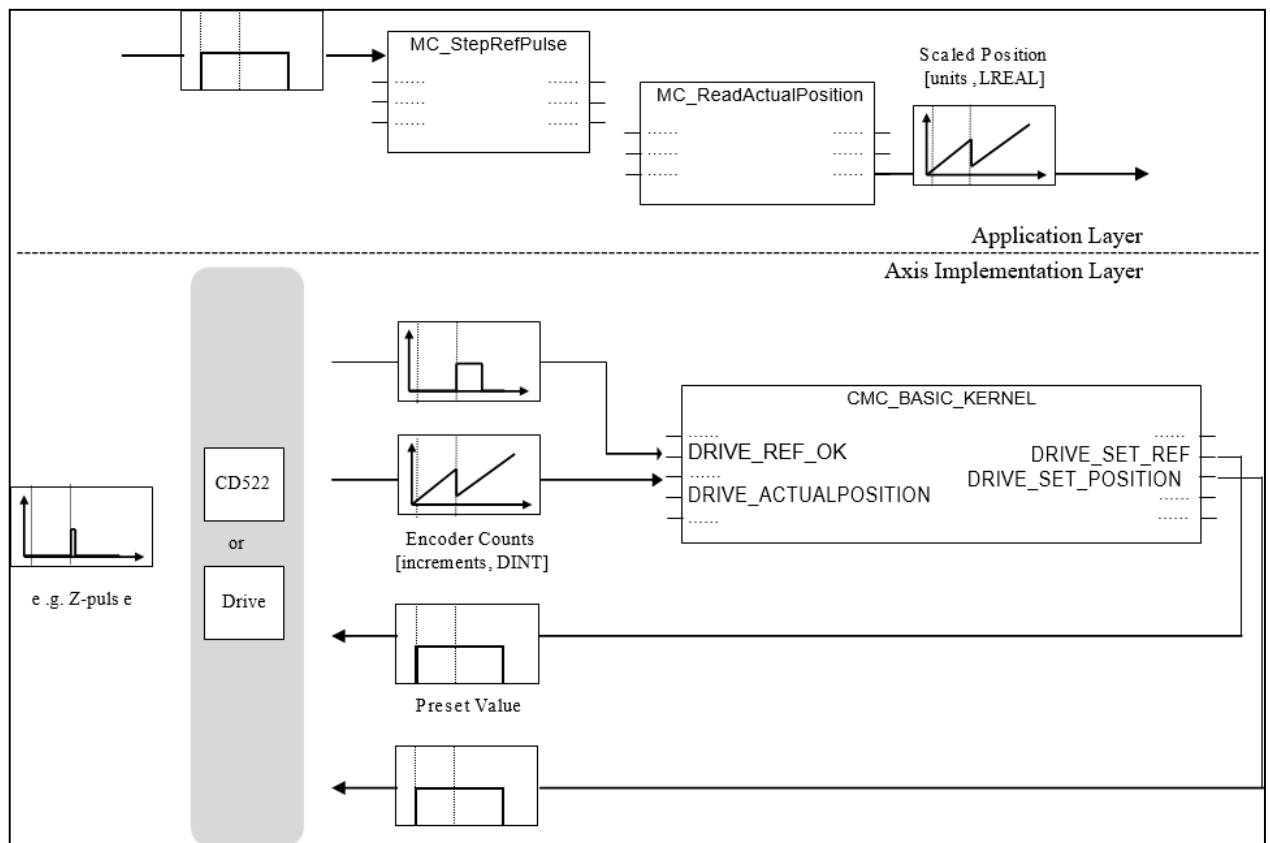 MC_StepRefPulse
......
......
......
......
......
......
MC_ReadActualPosition
......
......
......
......
......
......
Scaled Position
[units , LREAL]
Application Layer
Axis Implementation Layer
CD522
or
Drive
e .g. Z-puls e
Encoder Counts
[increments, DINT]
CMC_BASIC_KERNEL
......
DRIVE_REF_OK
......
DRIVE_ACTUALPOSITION
......
......
DRIVE_SET_REF
DRIVE_SET_POSITION
......
......
Preset Value